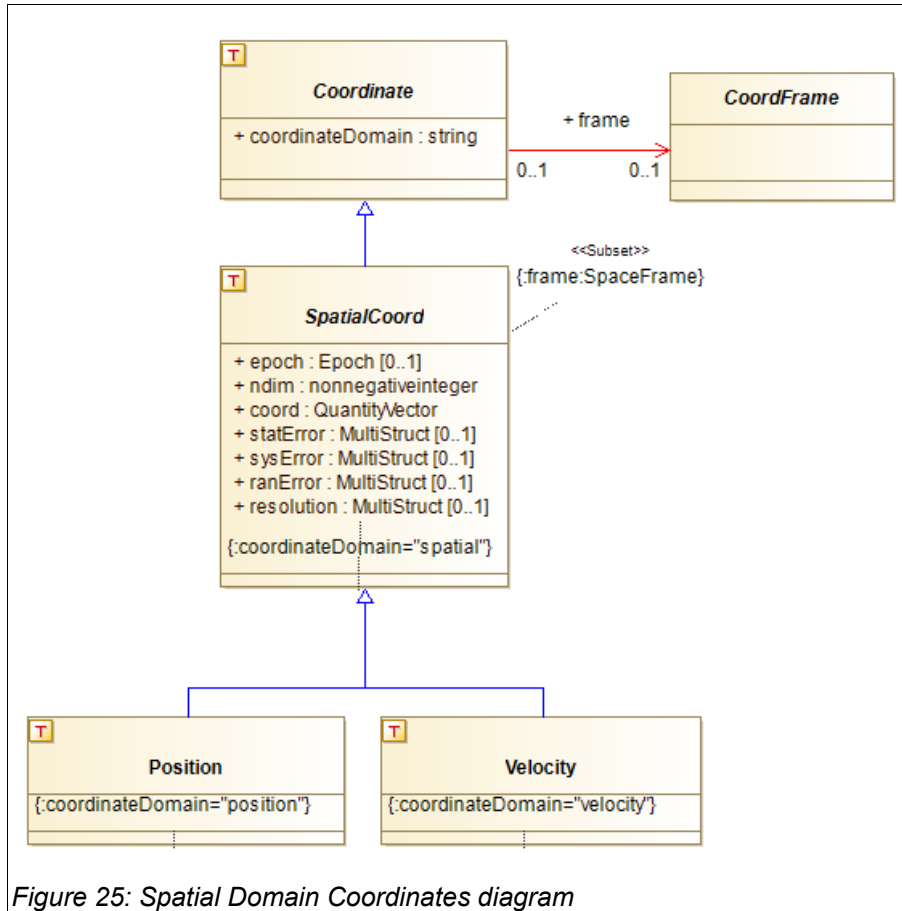 T
Coordinate
+ coordinateDomain : string
+ frame
0..1
0..1
CoordFrame
<<Subset>>
{:frame:SpaceFrame}
T
SpatialCoord
+ epoch : Epoch [0..1]
+ ndim : nonnegativeinteger
+ coord : QuantityVector
+ statError : MultiStruct [0..1]
+ sysError : MultiStruct [0..1]
+ ranError : MultiStruct [0..1]
+ resolution : MultiStruct [0..1]
{:coordinateDomain="spatial"}
T
Position
{:coordinateDomain="position"}
T
Velocity
{:coordinateDomain="velocity"}
Figure 25: Spatial Domain Coordinates diagram